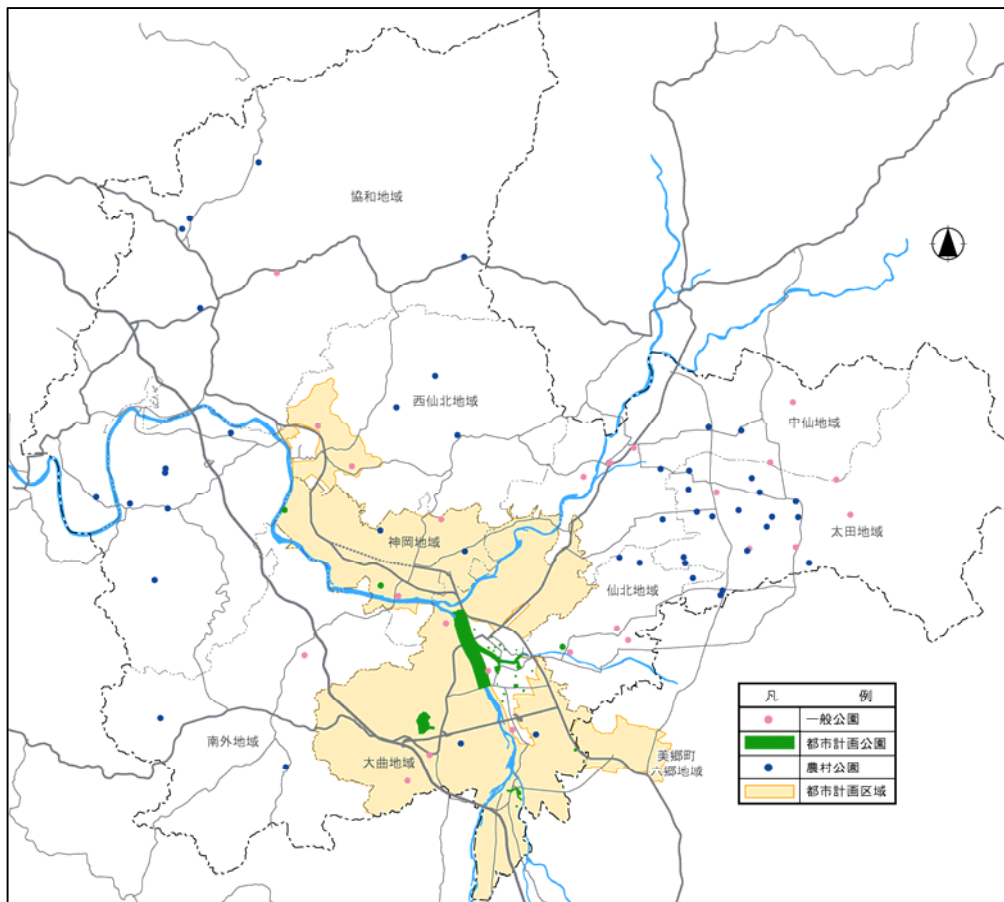 協和地域
西仙北地域
中仙地域
太田地域
神岡地域
仙北地域
南外地域
大曲地域
美郷町
六郷地域
凡 例
一般公園
都市計画公園
農村公園
都市計画区域